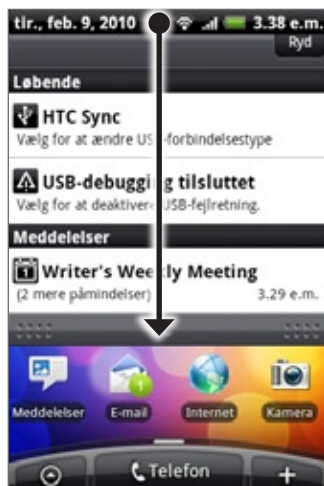 tir., feb. 9, 2010 3.38 e.m.
Ryd
Løbende
HTC Sync
Vælg for at ændre US -forbindelsestype
USB-debugging tilsluttet
Vælg for at deaktivere USB-fejlretning.
Meddelelser
Writer's Weekly Meeting
(2 mere påmindelser) 3.29 e.m.
1
Meddelelser E-mail Internet Kamera
Telefon